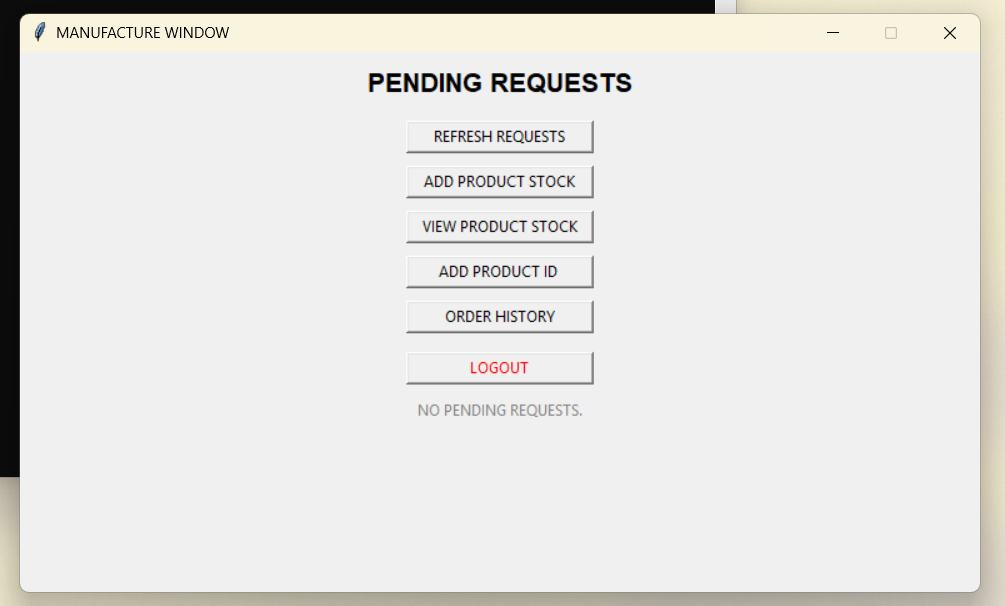 MANUFACTURE WINDOW
PENDING REQUESTS
REFRESH REQUESTS
ADD PRODUCT STOCK
VIEW PRODUCT STOCK
ADD PRODUCT ID
ORDER HISTORY
LOGOUT
NO PENDING REQUESTS.